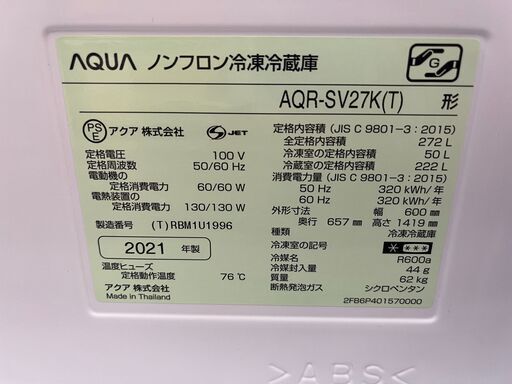 AQUA ノンフロン冷凍冷蔵庫
G
AQR-SV27K(T) 形
PS
E
アクア 株式会社
S JET
定格電圧 100 V
定格周波数 50/60 Hz
電動機の
定格消費電力 60/60 W
電熱装置の
定格消費電力 130/130 W
製造番号 (T)RBM1U1996
2021 年製
温度ヒューズ
定格動作温度 76℃
アクア 株式会社
Made in Thailand
定格内容積 (JIS C 9801-3 : 2015)
全定格内容積 272 L
冷凍室の定格内容積 50 L
冷蔵室の定格内容積 222 L
消費電力量 (JIS C 9801-3 : 2015)
50 Hz 320 kWh/年
60 Hz 320 kWh/年
外形寸法 幅 600 mm
奥行 657 mm 高さ 1419 mm
種類 冷凍冷蔵庫
冷凍室の記号 * ***
冷媒名 R600a
冷媒封入量 44 g
質量 62 kg
断熱発泡ガス シクロペンタン
2FB6P401570000
>ABS<